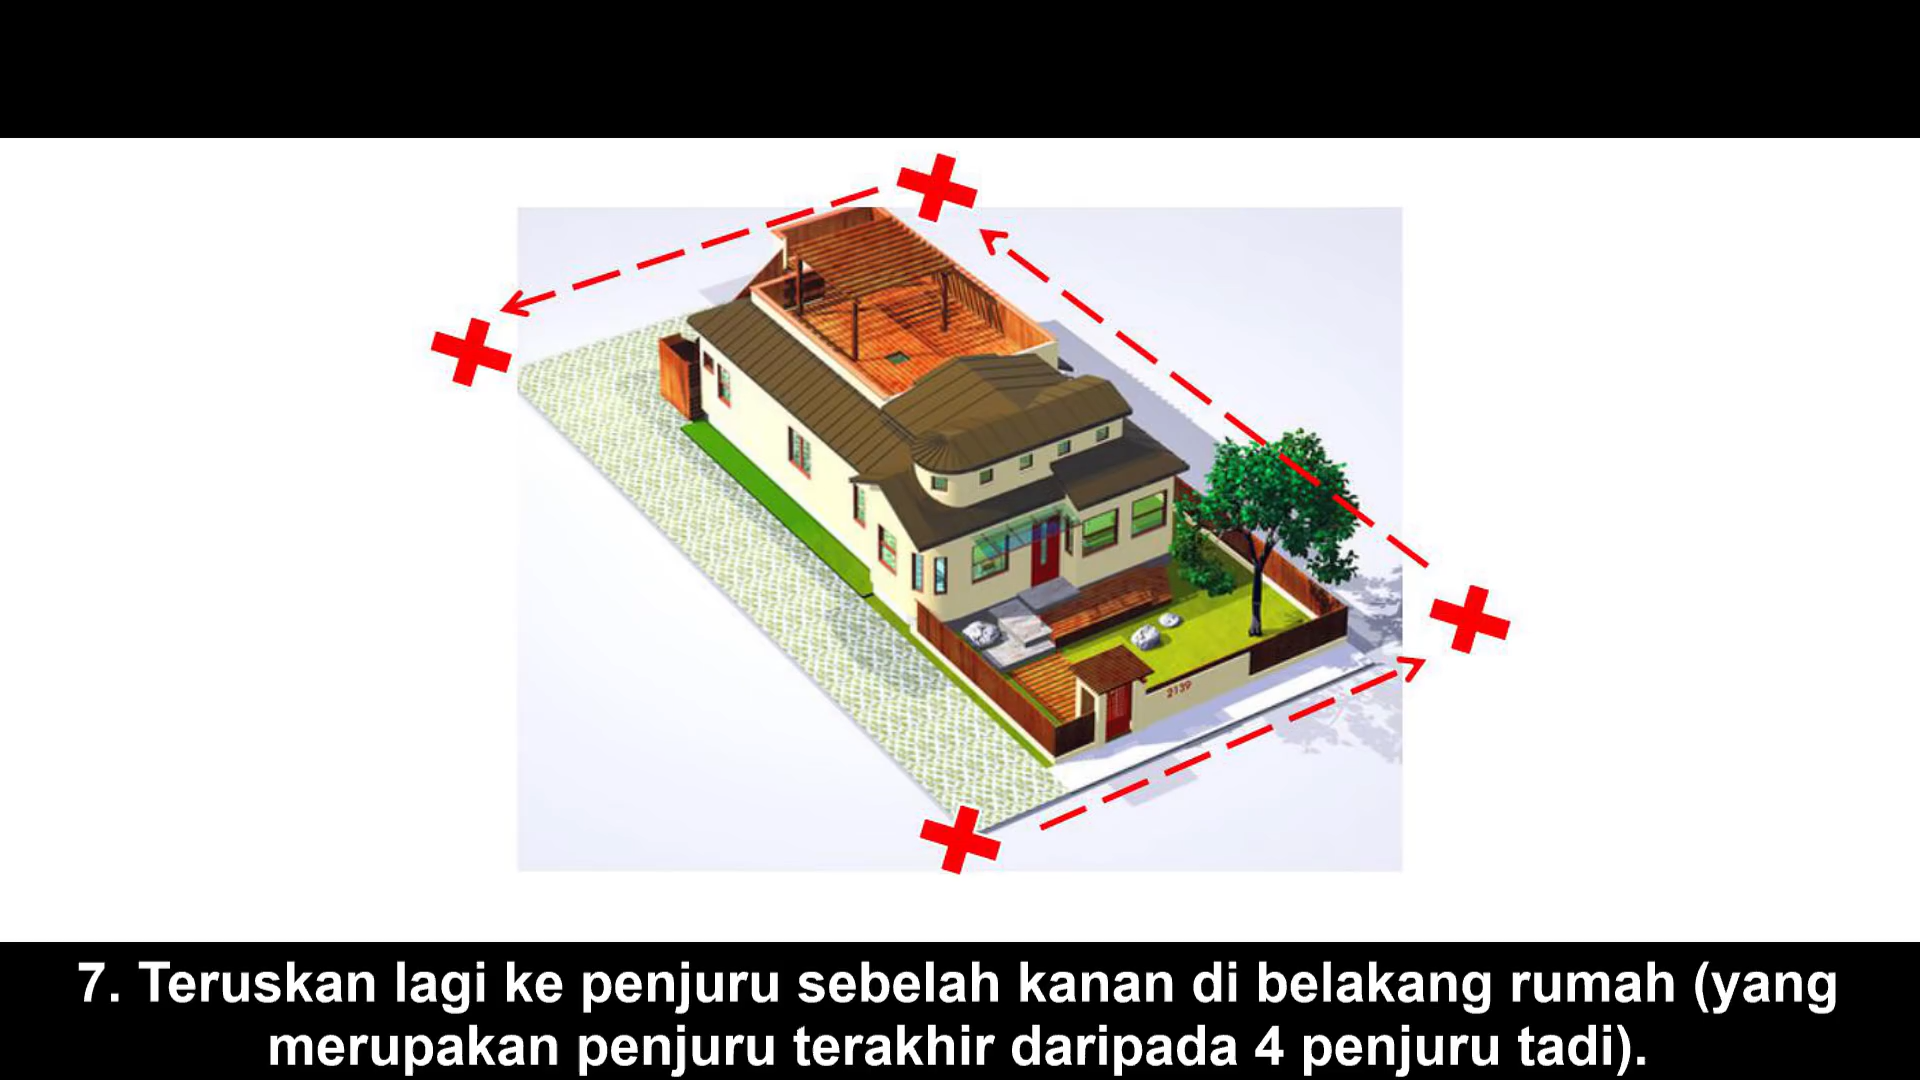 2139
7. Teruskan lagi ke penjuru sebelah kanan di belakang rumah (yang
merupakan penjuru terakhir daripada 4 penjuru tadi).